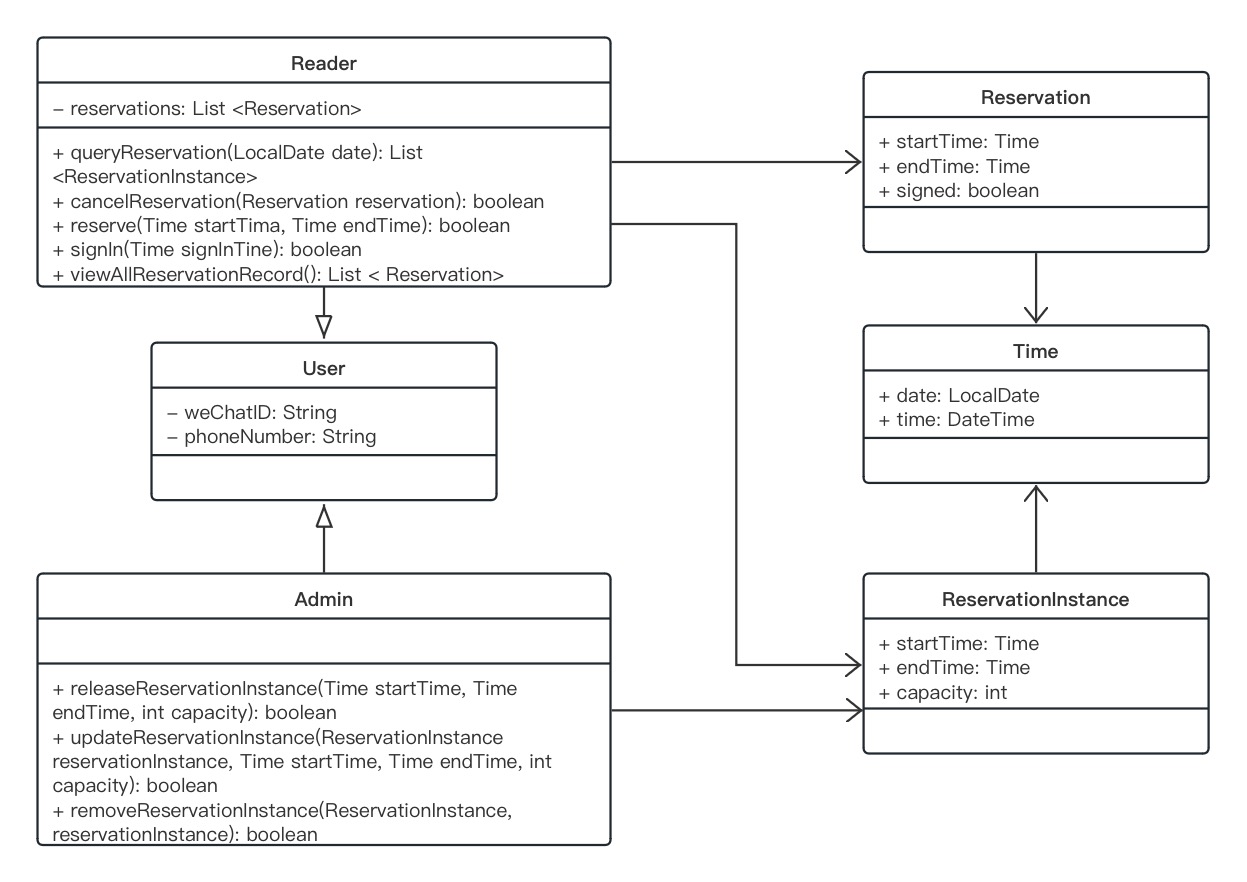 Reader
– reservations: List <Reservation>
+ queryReservation(LocalDate date): List
<ReservationInstance>
+ cancelReservation(Reservation reservation): boolean
+ reserve(Time startTima, Time endTime): boolean
+ signIn(Time signInTine): boolean
+ viewAllReservationRecord(): List < Reservation>
User
– weChatID: String
– phoneNumber: String
Admin
+ releaseReservationInstance(Time startTime, Time
endTime, int capacity): boolean
+ updateReservationInstance(ReservationInstance
reservationInstance, Time startTime, Time endTime, int
capacity): boolean
+ removeReservationInstance(ReservationInstance,
reservationInstance): boolean
Reservation
+ startTime: Time
+ endTime: Time
+ signed: boolean
Time
+ date: LocalDate
+ time: DateTime
ReservationInstance
+ startTime: Time
+ endTime: Time
+ capacity: int